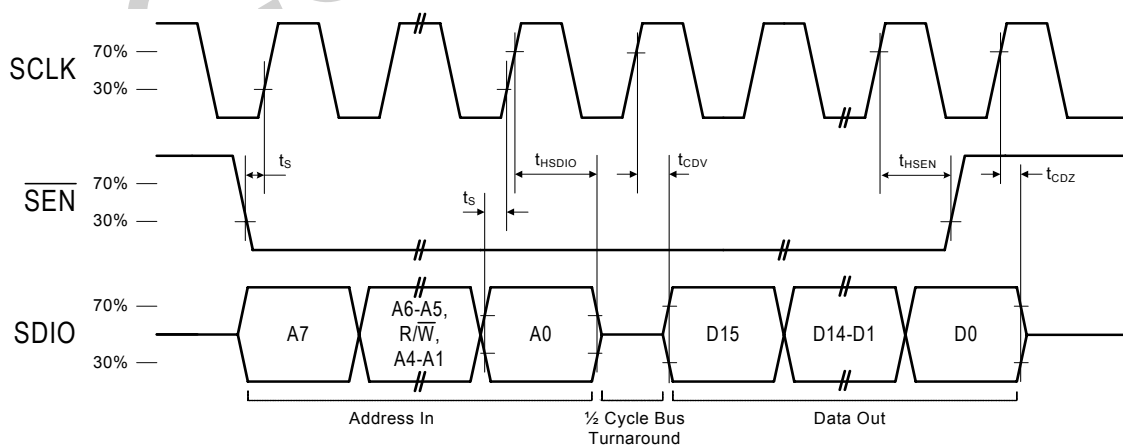 70%
SCLK
30%
tS
tHSDIO
tCDV
tHSEN
tCDZ
70%
SEN
30%
tS
70%
SDIO
30%
A7
A6-A5,
R/W,
A4-A1
A0
D15
D14-D1
D0
Address In
½ Cycle Bus
Turnaround
Data Out